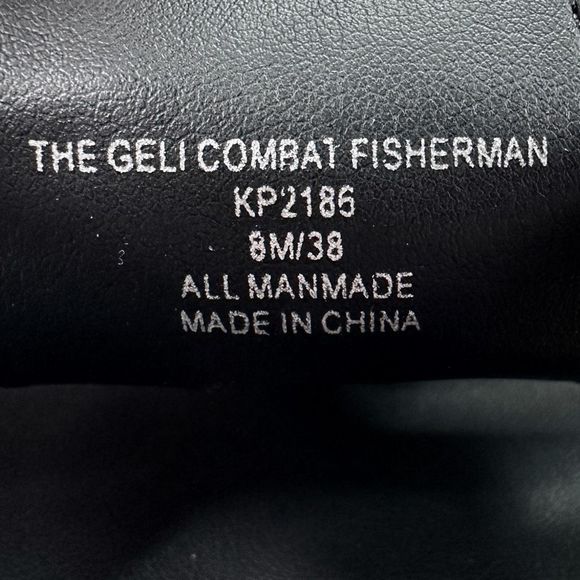 THE GELI COMBAT FISHERMAN
KP2186
8M/38
ALL MANMADE
MADE IN CHINA